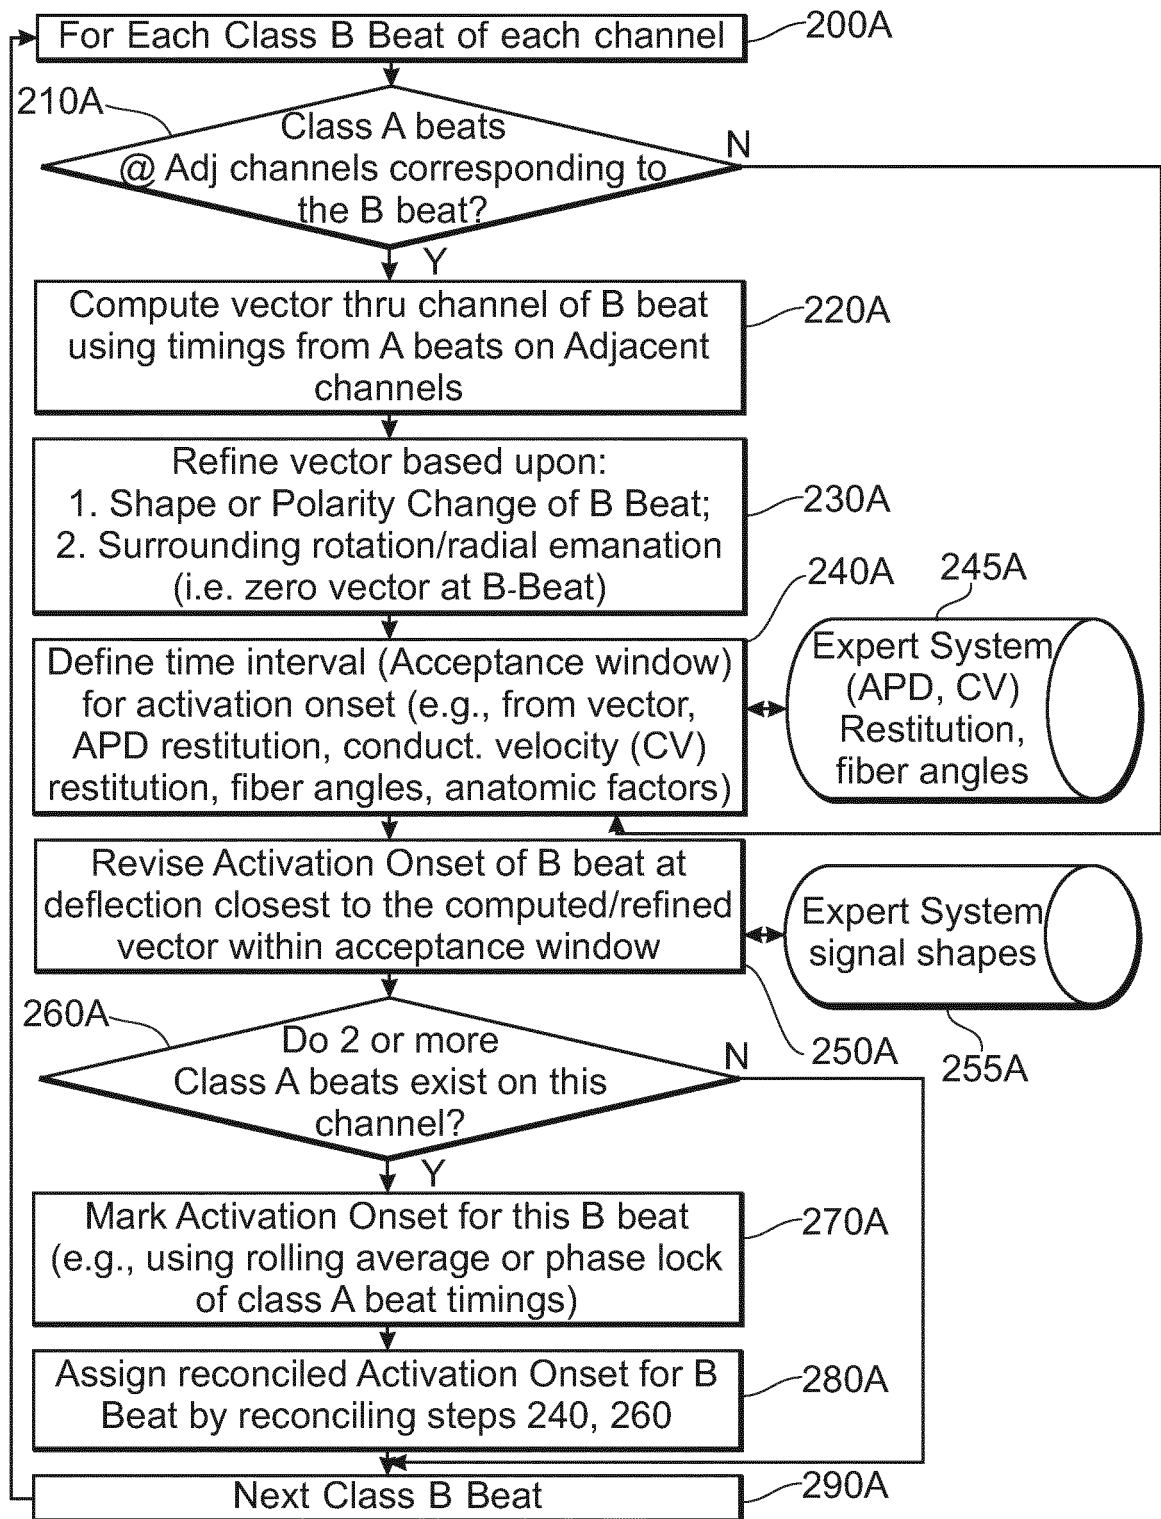 For Each Class B Beat of each channel
200A
210A
Class A beats
@ Adj channels corresponding to
the B beat?
N
Y
Compute vector thru channel of B beat
using timings from A beats on Adjacent
channels
220A
Refine vector based upon:
1. Shape or Polarity Change of B Beat;
2. Surrounding rotation/radial emanation
(i.e. zero vector at B-Beat)
230A
240A
245A
Define time interval (Acceptance window)
for activation onset (e.g., from vector,
APD restitution, conduct. velocity (CV)
restitution, fiber angles, anatomic factors)
Expert System
(APD, CV)
Restitution,
fiber angles
Revise Activation Onset of B beat at
deflection closest to the computed/refined
vector within acceptance window
Expert System
signal shapes
250A
255A
260A
Do 2 or more
Class A beats exist on this
channel?
N
Y
Mark Activation Onset for this B beat
(e.g., using rolling average or phase lock
of class A beat timings)
270A
Assign reconciled Activation Onset for B
Beat by reconciling steps 240, 260
280A
Next Class B Beat
290A